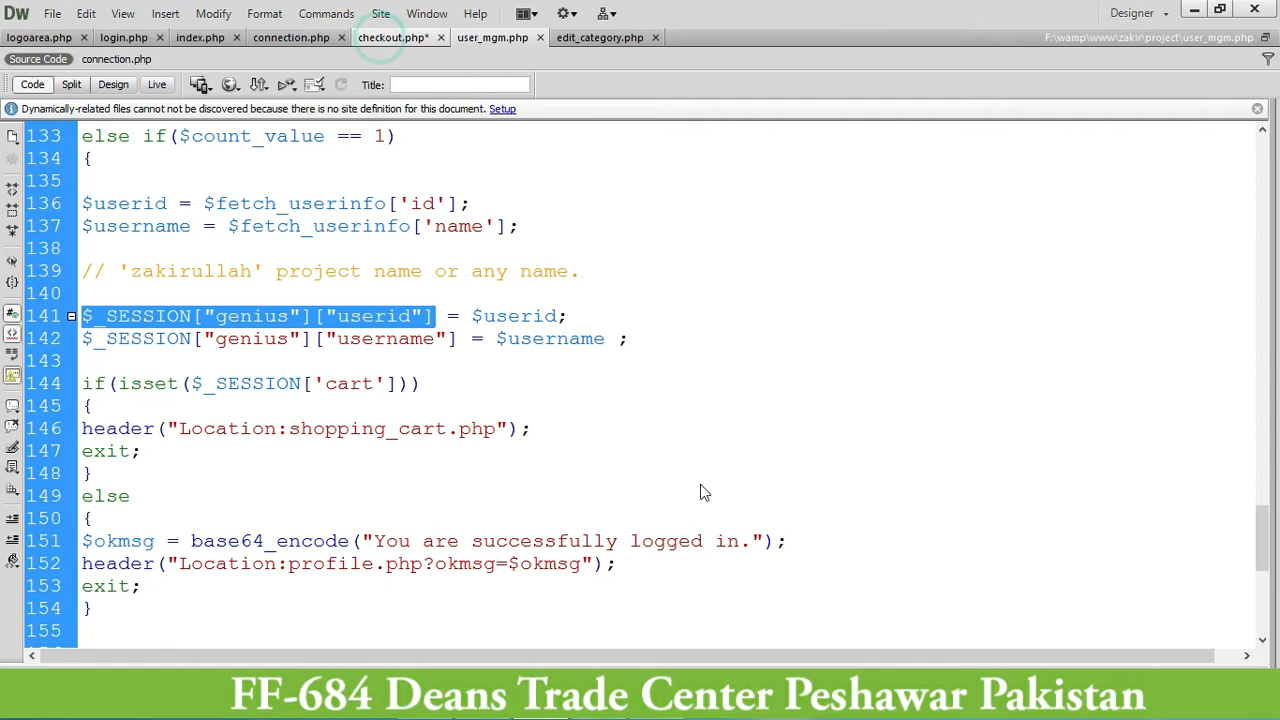 Dw File Edit View Insert Modify Format Commands Site Window Help Designer
logoarea.php × login.php × index.php × connection.php × checkout.php* × user_mgm.php × edit_category.php × F:\wamp\www\zakir\project\user_mgm.php
Source Code connection.php
Code Split Design Live Title:
Dynamically-related files cannot not be discovered because there is no site definition for this document. Setup
133 else if($count_value == 1)
134 {
135
136 $userid = $fetch_userinfo['id'];
137 $username = $fetch_userinfo['name'];
138
139 // 'zakirullah' project name or any name.
140
141 $_SESSION["genius"]["userid"] = $userid;
142 $_SESSION["genius"]["username"] = $username ;
143
144 if(isset($_SESSION['cart']))
145 {
146 header("Location:shopping_cart.php");
147 exit;
148 }
149 else
150 {
151 $okmsg = base64_encode("You are successfully logged in.");
152 header("Location:profile.php?okmsg=$okmsg");
153 exit;
154 }
155
FF-684 Deans Trade Center Peshawar Pakistan